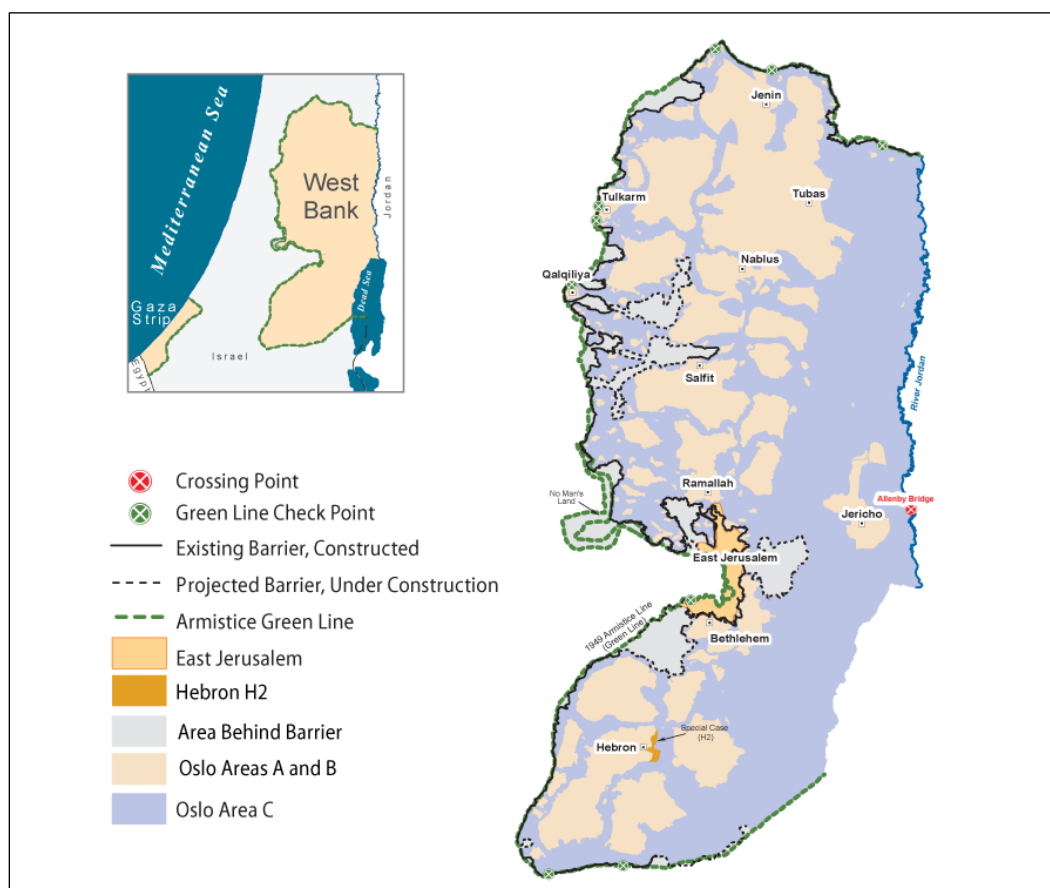 Mediterranean Sea
West
Bank
Jordan
Dead Sea
Gaza
Strip
Israel
Egypt
Crossing Point
Green Line Check Point
Existing Barrier, Constructed
Projected Barrier, Under Construction
Armistice Green Line
East Jerusalem
Hebron H2
Area Behind Barrier
Oslo Areas A and B
Oslo Area C
Jenin
Tubas
Tulkarm
Nablus
Qalqiliya
Salfit
River Jordan
Ramallah
No Man's
Land
Allenby Bridge
Jericho
East Jerusalem
1949 Armistice Line
(Green Line)
Bethlehem
Special Case
(H2)
Hebron